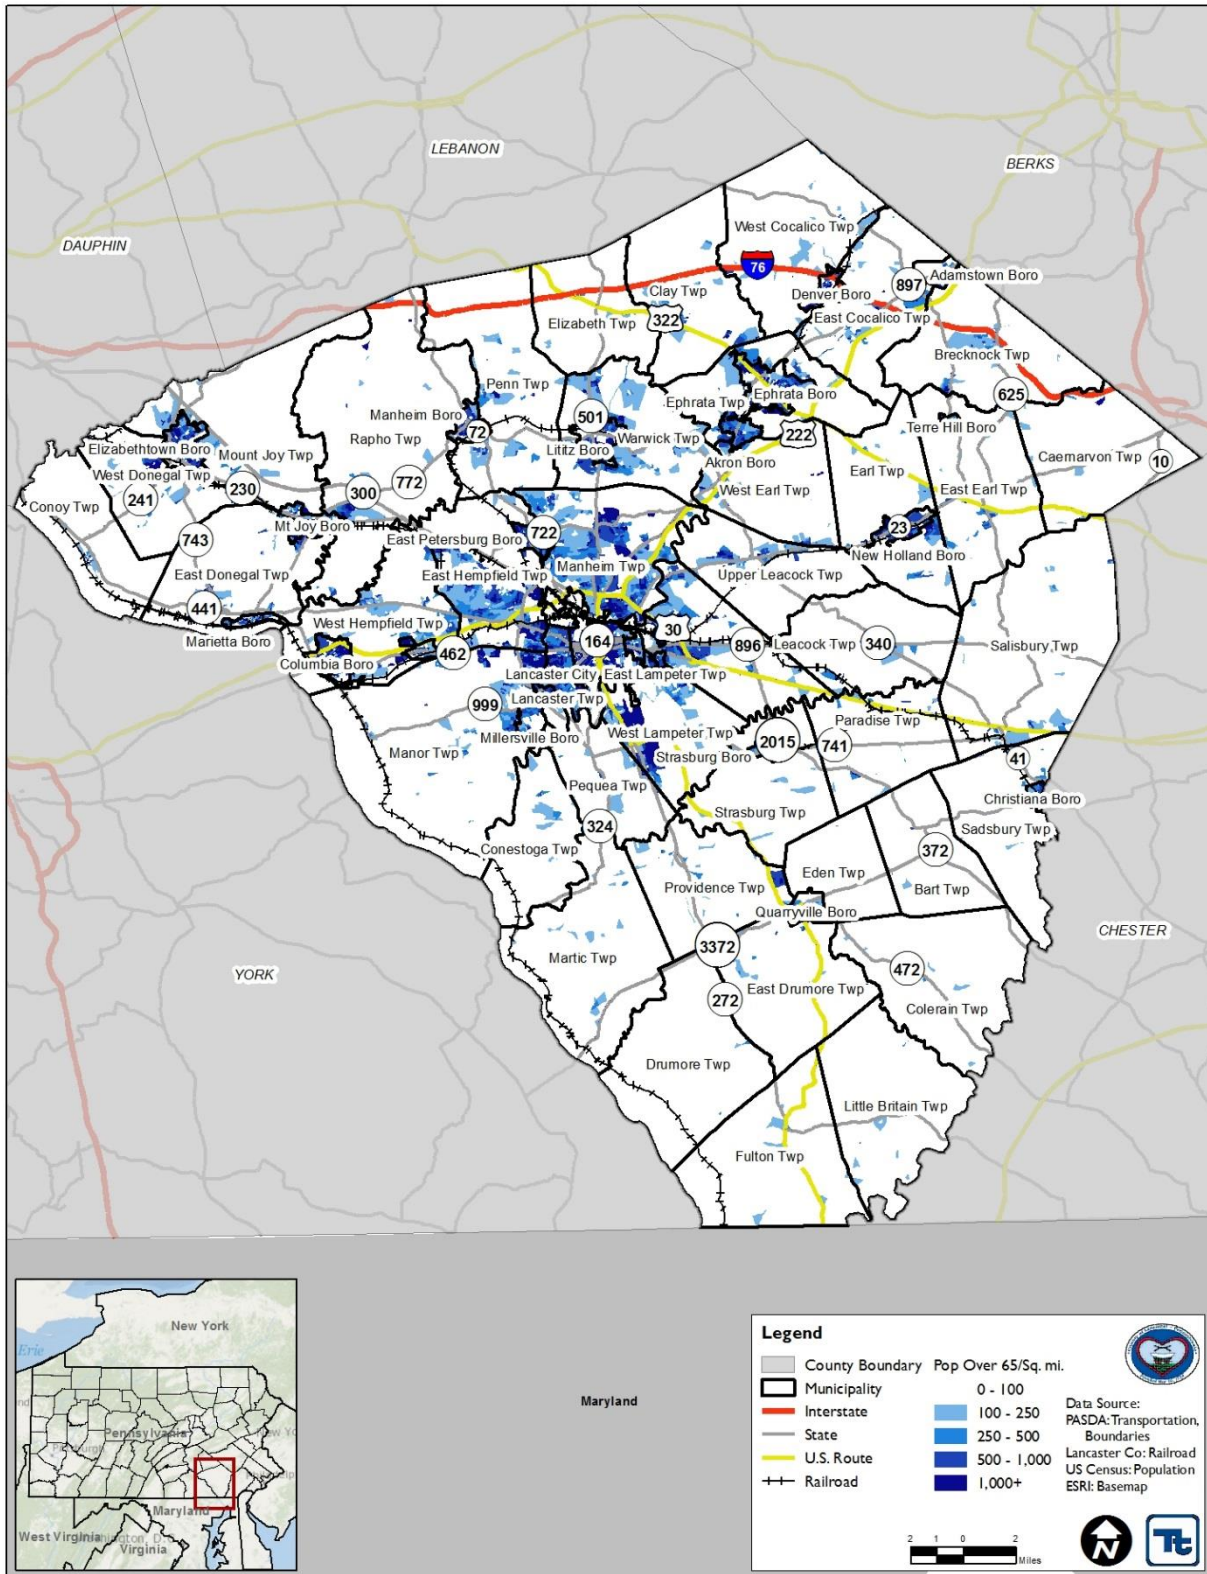 LEBANON
BERKS
DAUPHIN
West Cocalico Twp
76
Adamstown Boro
897
Clay Twp
Denver Boro
322
East Cocalico Twp
Elizabeth Twp
Brecknock Twp
Penn Twp
625
Ephrata Twp
Ephrata Boro
Manheim Boro
501
72
222
Terre Hill Boro
Rapho Twp
Warwick Twp
Elizabethtown Boro
Lititz Boro
Mount Joy Twp
Akron Boro
Earl Twp
Caernarvon Twp
10
West Donegal Twp
772
West Earl Twp
East Earl Twp
241
230
300
Conoy Twp
Mt Joy Boro
23
743
East Petersburg Boro
722
New Holland Boro
Manheim Twp
East Donegal Twp
East Hempfield Twp
Upper Leacock Twp
441
West Hempfield Twp
30
Marietta Boro
164
896
Leacock Twp
340
Salisbury Twp
462
Columbia Boro
Lancaster City
East Lampeter Twp
Lancaster Twp
999
Paradise Twp
Millersville Boro
West Lampeter Twp
2015
741
Manor Twp
Strasburg Boro
41
Pequea Twp
Christiana Boro
Strasburg Twp
324
Sadsbury Twp
Conestoga Twp
372
Eden Twp
Bart Twp
Providence Twp
Quarryville Boro
CHESTER
3372
Martic Twp
YORK
472
East Drumore Twp
272
Colerain Twp
Drumore Twp
Little Britain Twp
Fulton Twp
New York
Erie
Pennsylvania
Pittsburgh
New Yo
Philadelp
Maryland
West Virginia
Washington, D.C.
Virginia
Maryland
Legend
County Boundary
Municipality
Interstate
State
U.S. Route
Railroad
Pop Over 65/Sq. mi.
0 - 100
100 - 250
250 - 500
500 - 1,000
1,000+
Data Source:
PASDA: Transportation,
Boundaries
Lancaster Co: Railroad
US Census: Population
ESRI: Basemap
2 1 0 2
Miles
N
Tt